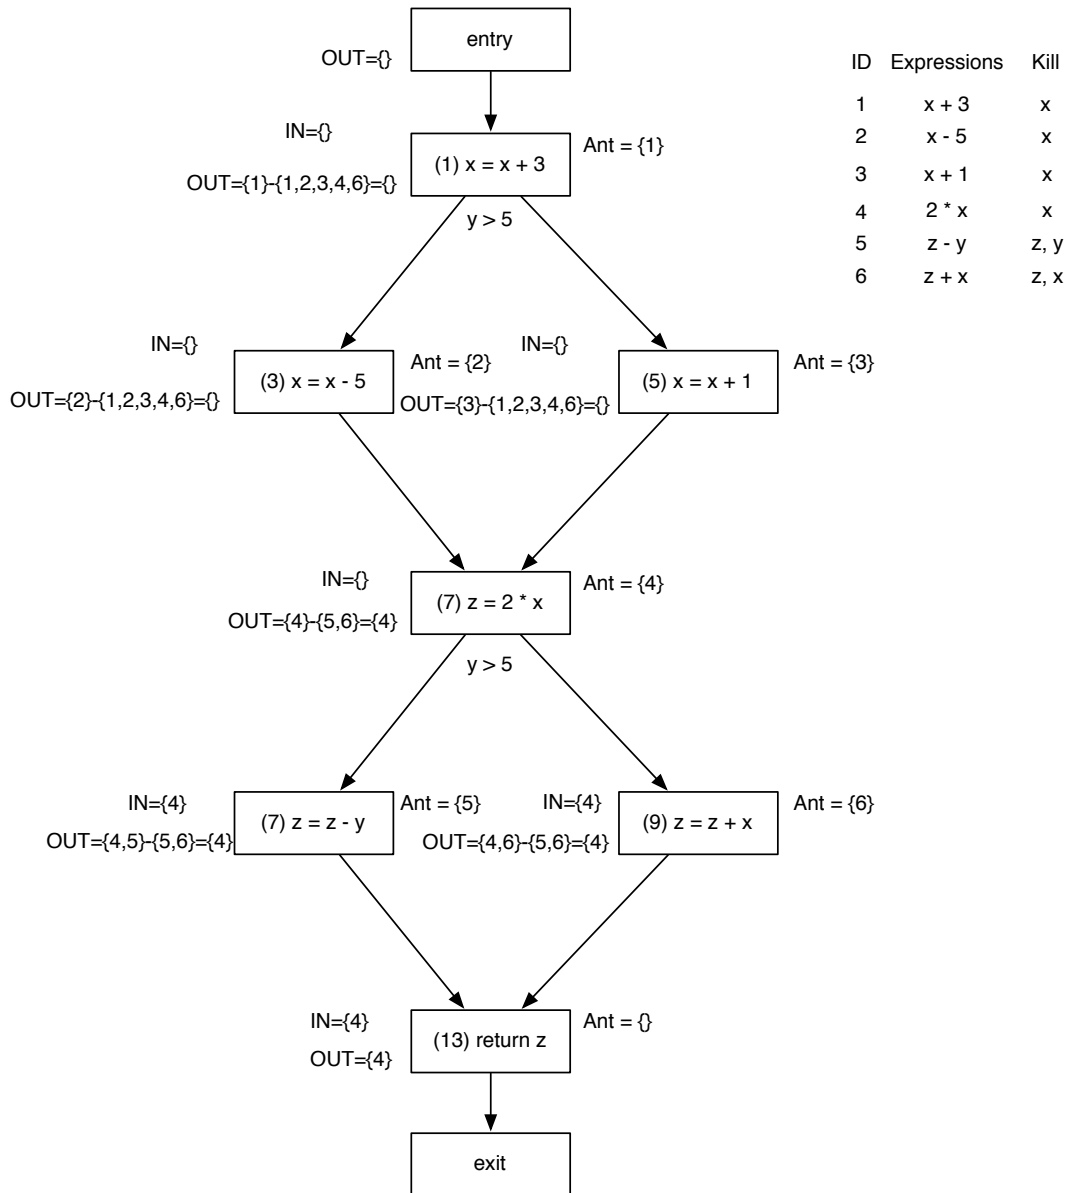 entry
OUT={}
ID Expressions Kill
1 x + 3 x
2 x - 5 x
3 x + 1 x
4 2 * x x
5 z - y z, y
6 z + x z, x
IN={}
(1) x = x + 3
Ant = {1}
OUT={1}-{1,2,3,4,6}={}
y > 5
IN={}
(3) x = x - 5
Ant = {2}
OUT={2}-{1,2,3,4,6}={}
IN={}
(5) x = x + 1
Ant = {3}
OUT={3}-{1,2,3,4,6}={}
IN={}
(7) z = 2 * x
Ant = {4}
OUT={4}-{5,6}={4}
y > 5
IN={4}
(7) z = z - y
Ant = {5}
OUT={4,5}-{5,6}={4}
IN={4}
(9) z = z + x
Ant = {6}
OUT={4,6}-{5,6}={4}
IN={4}
(13) return z
Ant = {}
OUT={4}
exit